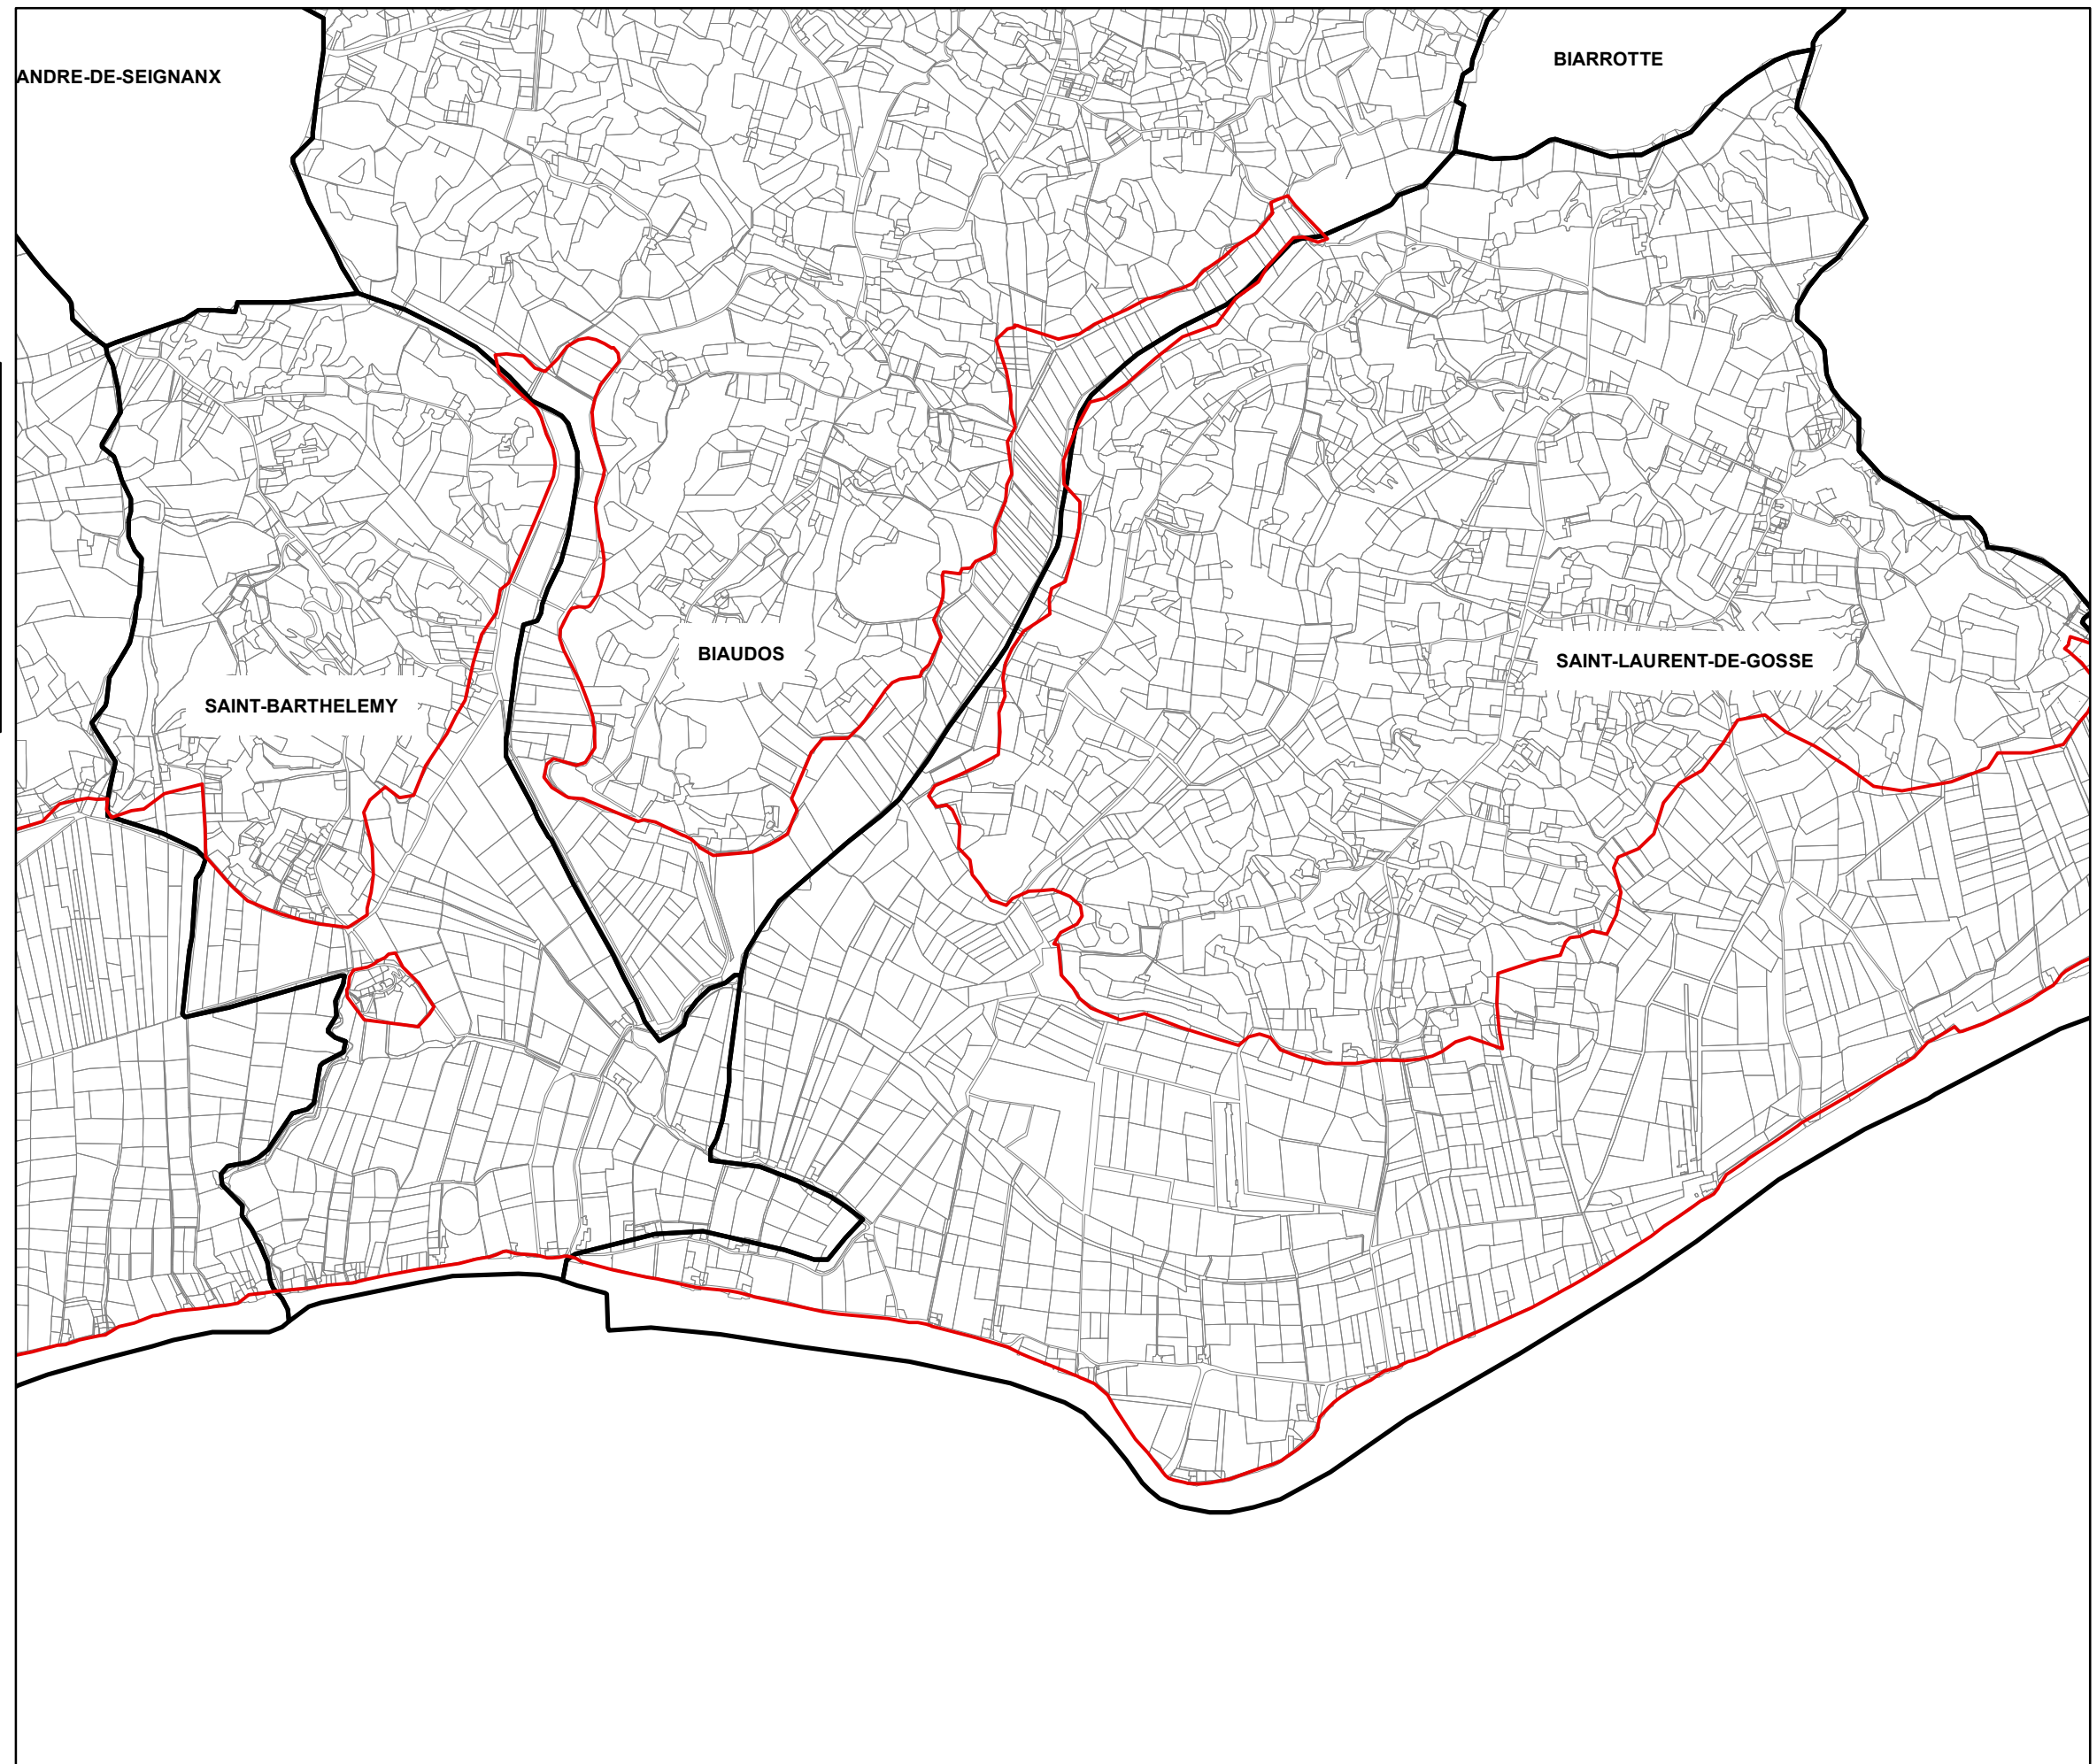 ANDRE-DE-SEIGNANX
BIARROTTE
BIAUDOS
SAINT-LAURENT-DE-GOSSE
SAINT-BARTHELEMY